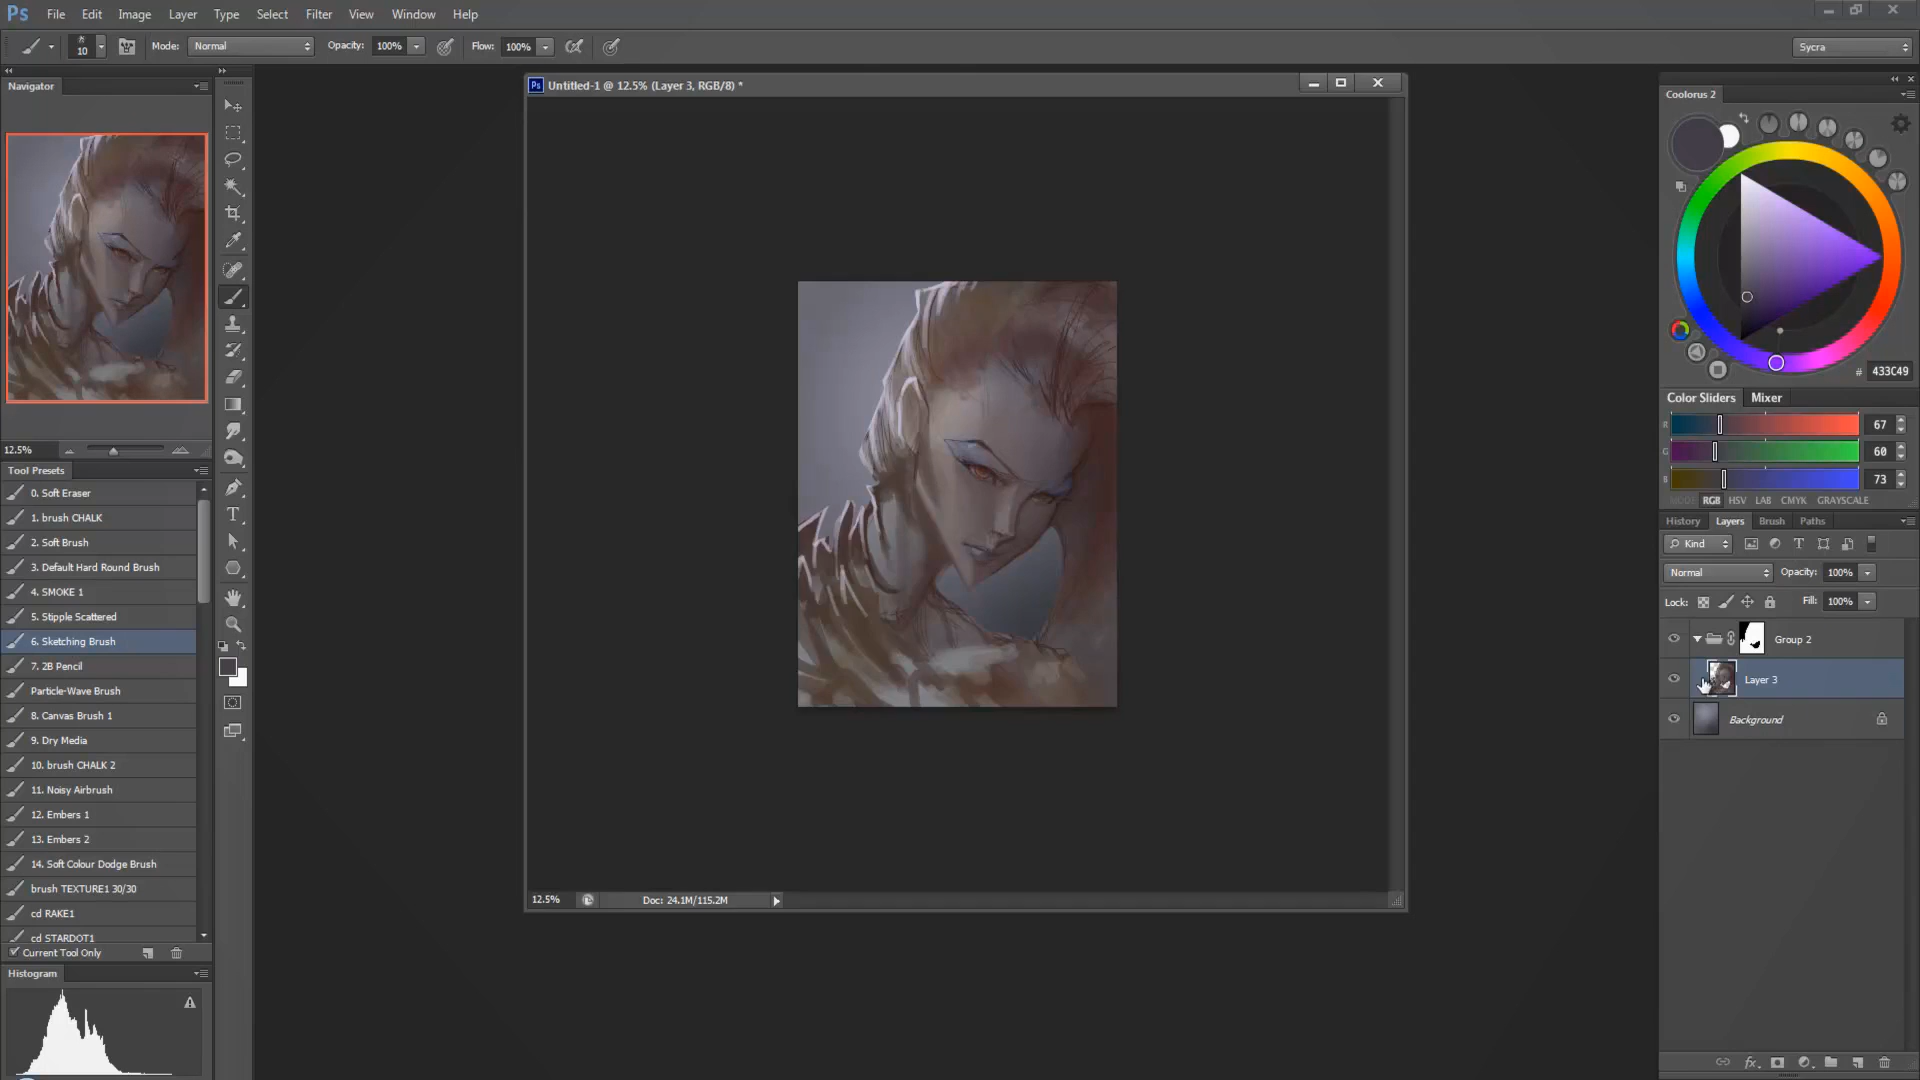 Ps File Edit Image Layer Type Select Filter View Window Help
10 Mode: Normal Opacity: 100% Flow: 100% Sycra
Navigator
12.5%
Tool Presets
0. Soft Eraser
1. brush CHALK
2. Soft Brush
3. Default Hard Round Brush
4. SMOKE 1
5. Stipple Scattered
6. Sketching Brush
7. 2B Pencil
Particle-Wave Brush
8. Canvas Brush 1
9. Dry Media
10. brush CHALK 2
11. Noisy Airbrush
12. Embers 1
13. Embers 2
14. Soft Colour Dodge Brush
brush TEXTURE1 30/30
cd RAKE1
cd STARDOT1
Current Tool Only
Histogram
T
Ps Untitled-1 @ 12.5% (Layer 3, RGB/8) *
12.5% Doc: 24.1M/115.2M
Coolorus 2
# 433C49
Color Sliders Mixer
R 67
G 60
B 73
MODE RGB HSV LAB CMYK GRAYSCALE
History Layers Brush Paths
Kind T
Normal Opacity: 100%
Lock: Fill: 100%
Group 2
Layer 3
Background
fx